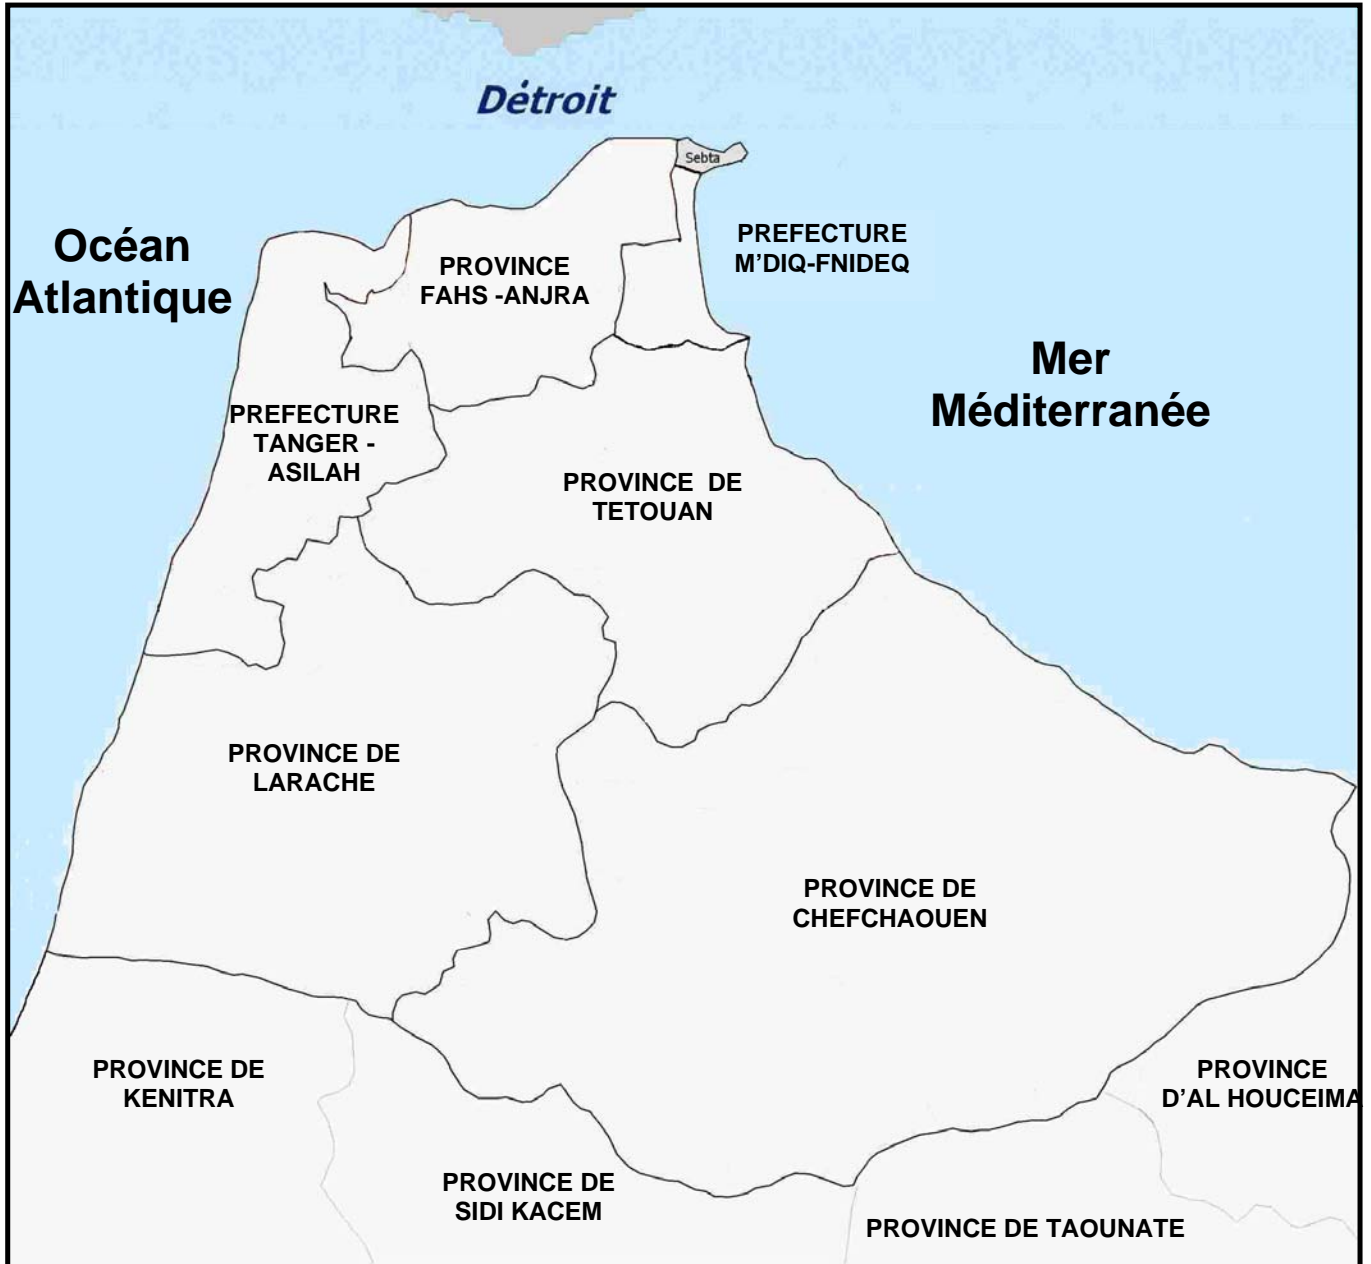 Détroit
Sebta
Océan
Atlantique
PREFECTURE
M'DIQ-FNIDEQ
PROVINCE
FAHS -ANJRA
Mer
Méditerranée
PREFECTURE
TANGER -
ASILAH
PROVINCE DE
TETOUAN
PROVINCE DE
LARACHE
PROVINCE DE
CHEFCHAOUEN
PROVINCE DE
KENITRA
PROVINCE
D'AL HOUCEIMA
PROVINCE DE
SIDI KACEM
PROVINCE DE TAOUNATE